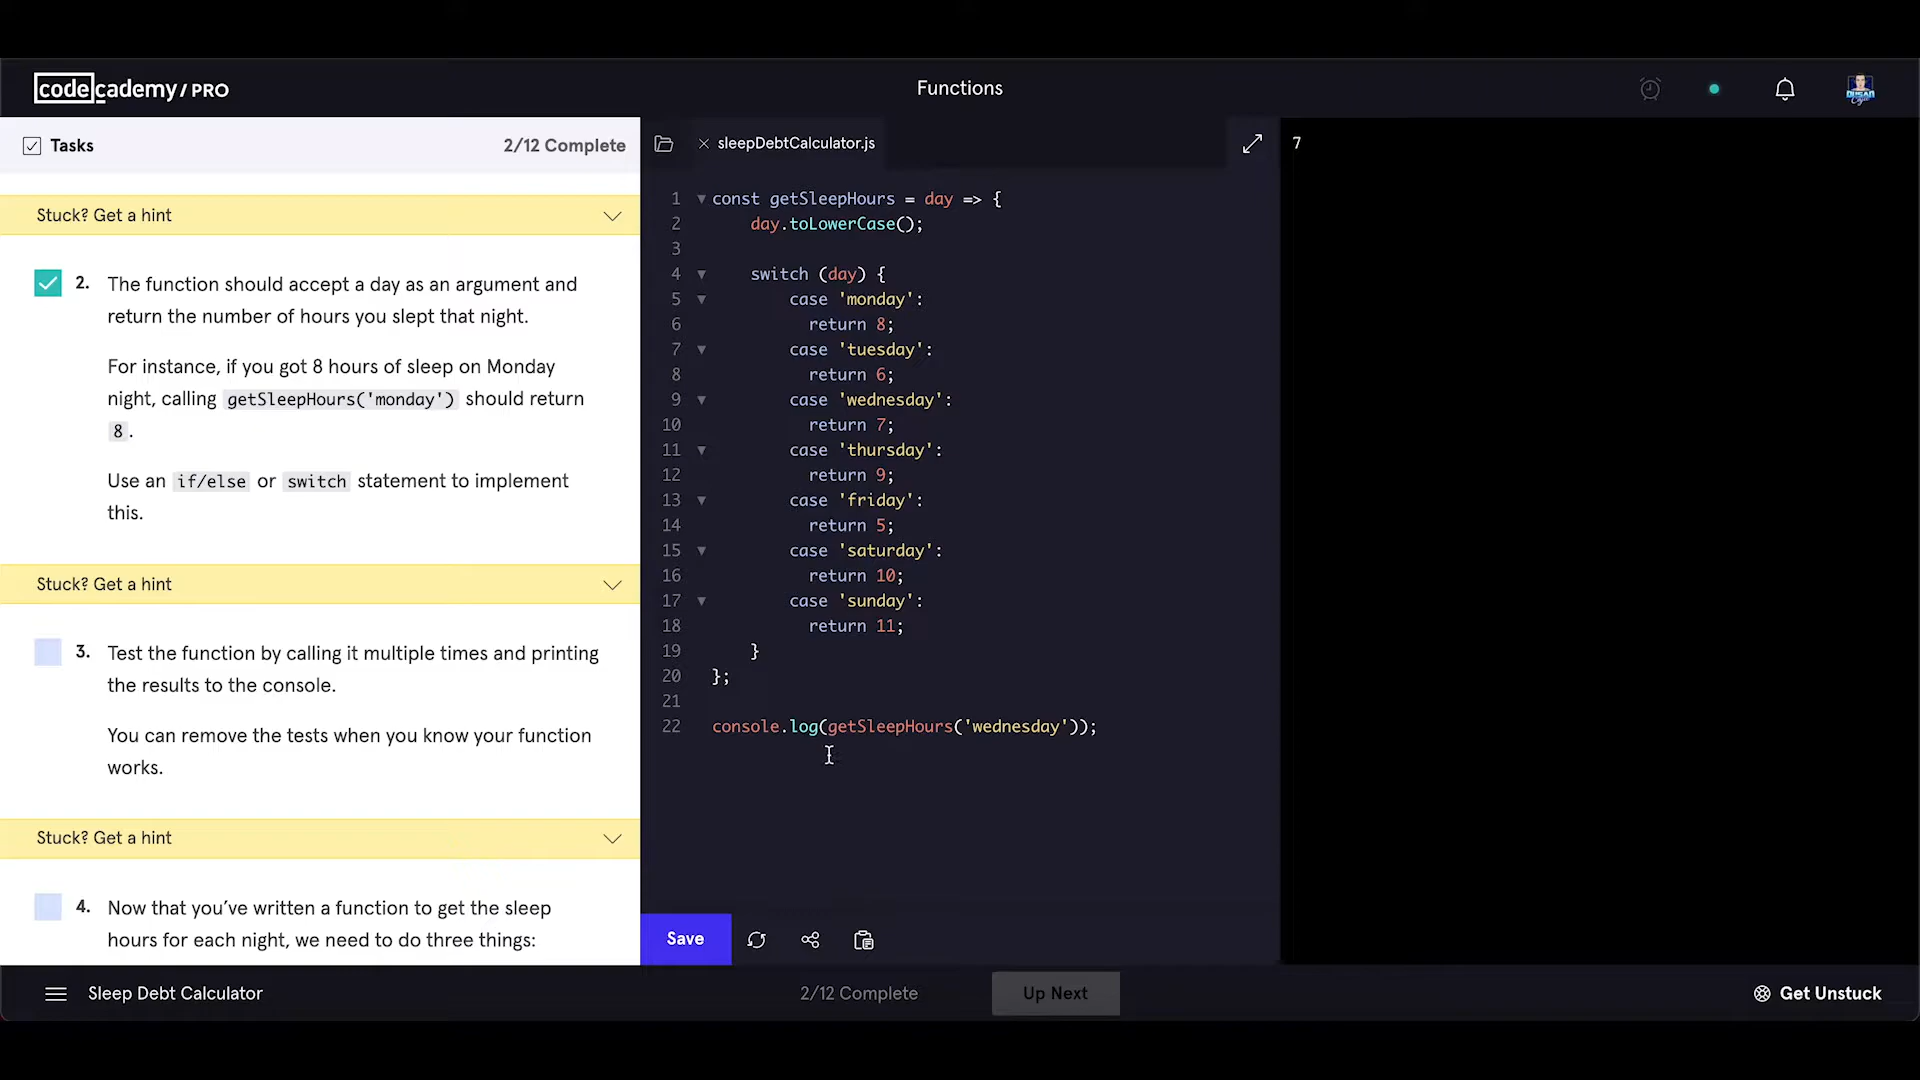 codecademy/PRO
Functions
Tasks
2/12 Complete
Stuck? Get a hint
2. The function should accept a day as an argument and
return the number of hours you slept that night.
For instance, if you got 8 hours of sleep on Monday
night, calling getSleepHours('monday') should return
8.
Use an if/else or switch statement to implement
this.
Stuck? Get a hint
3. Test the function by calling it multiple times and printing
the results to the console.
You can remove the tests when you know your function
works.
Stuck? Get a hint
4. Now that you've written a function to get the sleep
hours for each night, we need to do three things:
sleepDebtCalculator.js
1 const getSleepHours = day => {
2 day.toLowerCase();
3
4 switch (day) {
5 case 'monday':
6 return 8;
7 case 'tuesday':
8 return 6;
9 case 'wednesday':
10 return 7;
11 case 'thursday':
12 return 9;
13 case 'friday':
14 return 5;
15 case 'saturday':
16 return 10;
17 case 'sunday':
18 return 11;
19 }
20 };
21
22 console.log(getSleepHours('wednesday'));
Save
7
Sleep Debt Calculator
2/12 Complete
Up Next
Get Unstuck